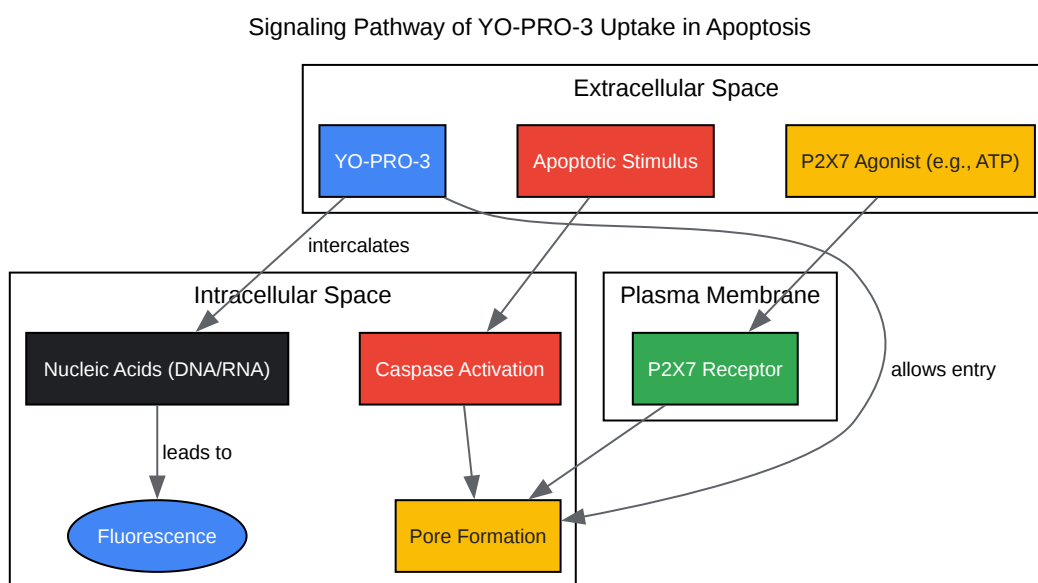 Signaling Pathway of YO-PRO-3 Uptake in Apoptosis
Extracellular Space
YO-PRO-3
Apoptotic Stimulus
P2X7 Agonist (e.g., ATP)
intercalates
Intracellular Space
Plasma Membrane
Nucleic Acids (DNA/RNA)
Caspase Activation
P2X7 Receptor
allows entry
leads to
Fluorescence
Pore Formation